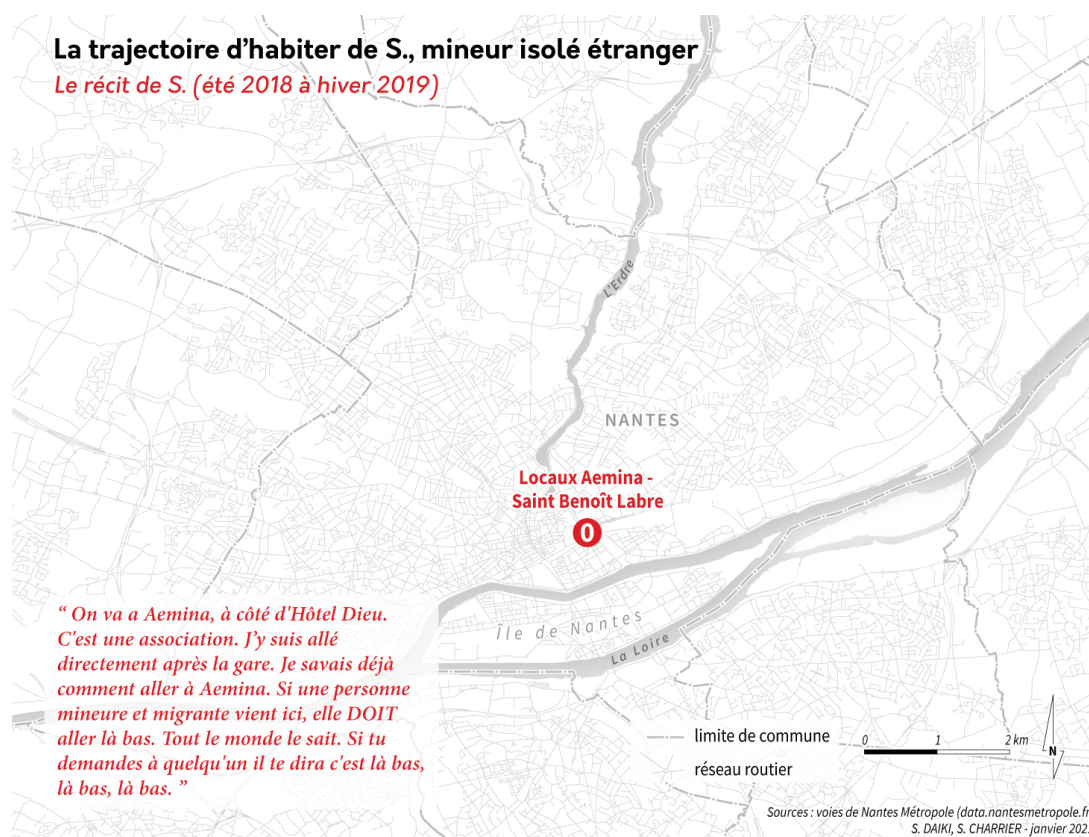 La trajectoire d'habiter de S., mineur isolé étranger
Le récit de S. (été 2018 à hiver 2019)
L'Erdre
NANTES
Locaux Aemina -
Saint Benoît Labre
0
Île de Nantes
La Loire
“ On va a Aemina, à côté d'Hôtel Dieu.
C'est une association. J'y suis allé
directement après la gare. Je savais déjà
comment aller à Aemina. Si une personne
mineure et migrante vient ici, elle DOIT
aller là bas. Tout le monde le sait. Si tu
demandes à quelqu'un il te dira c'est là bas,
là bas, là bas. ”
limite de commune
réseau routier
0 1 2 km
N
Sources : voies de Nantes Métropole (data.nantesmetropole.fr
S. DAIKI, S. CHARRIER - janvier 202